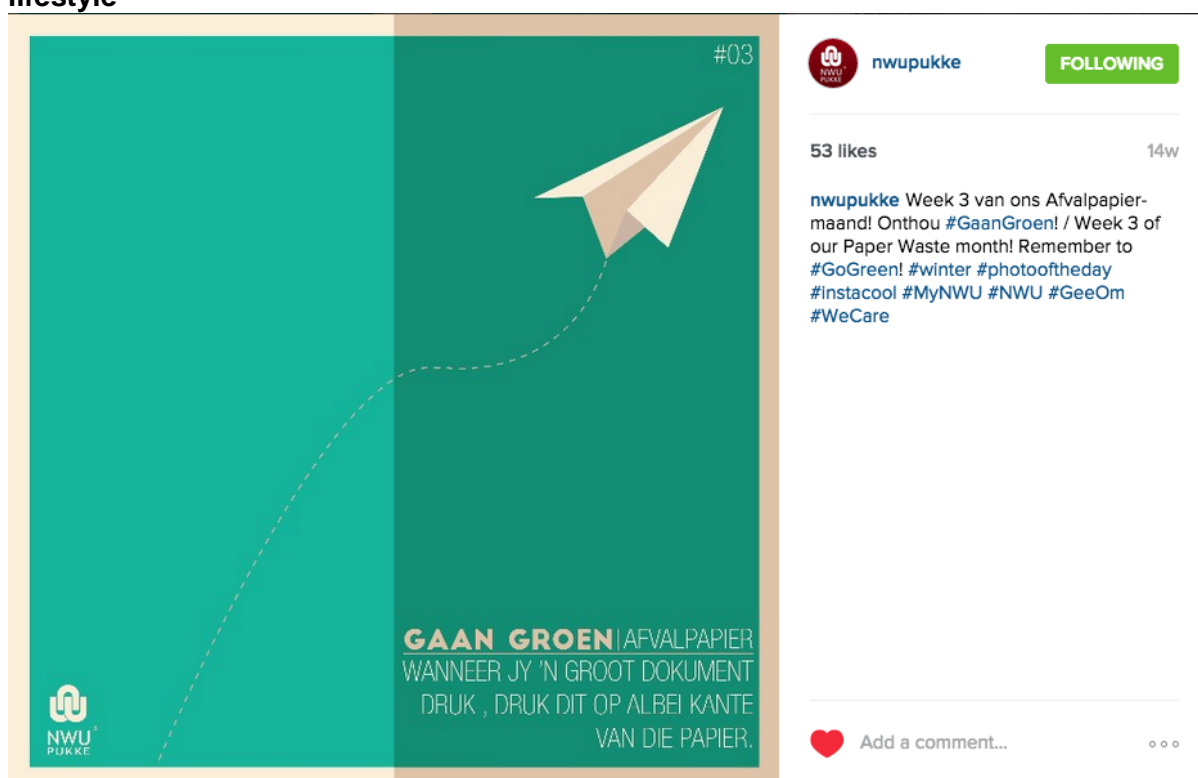 lifestyle
#03
GAAN GROEN|AFVALPAPIER
WANNEER JY 'N GROOT DOKUMENT
DRUK , DRUK DIT OP ALBEI KANTE
VAN DIE PAPIER.
NWU
PUKKE
NWU
PUKKE
nwupukke
FOLLOWING
53 likes
14w
nwupukke Week 3 van ons Afvalpapier-
maand! Onthou #GaanGroen! / Week 3 of
our Paper Waste month! Remember to
#GoGreen! #winter #photooftheday
#instacool #MyNWU #NWU #GeeOm
#WeCare
Add a comment...